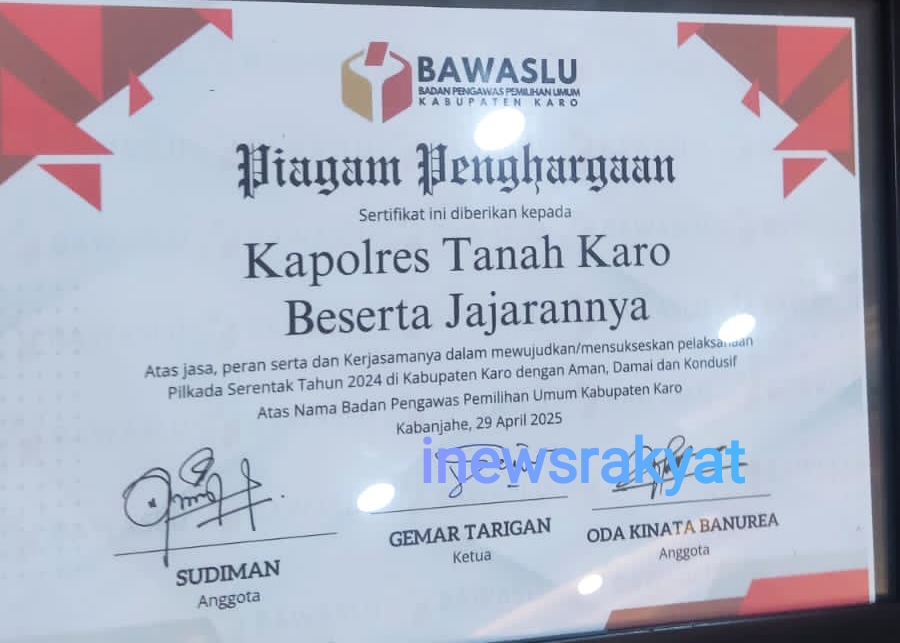 BAWASLU
BADAN PENGAWAS PEMILIHAN UMUM
KABUPATEN KARO
Piagam Penghargaan
Sertifikat ini diberikan kepada
Kapolres Tanah Karo
Beserta Jajarannya
Atas jasa, peran serta dan Kerjasamanya dalam mewujudkan/mensukseskan pelaksanaan
Pilkada Serentak Tahun 2024 di Kabupaten Karo dengan Aman, Damai dan Kondusif
Atas Nama Badan Pengawas Pemilihan Umum Kabupaten Karo
Kabanjahe, 29 April 2025
inewsrakyat
SUDIMAN
Anggota
GEMAR TARIGAN
Ketua
ODA KINATA BANUREA
Anggota